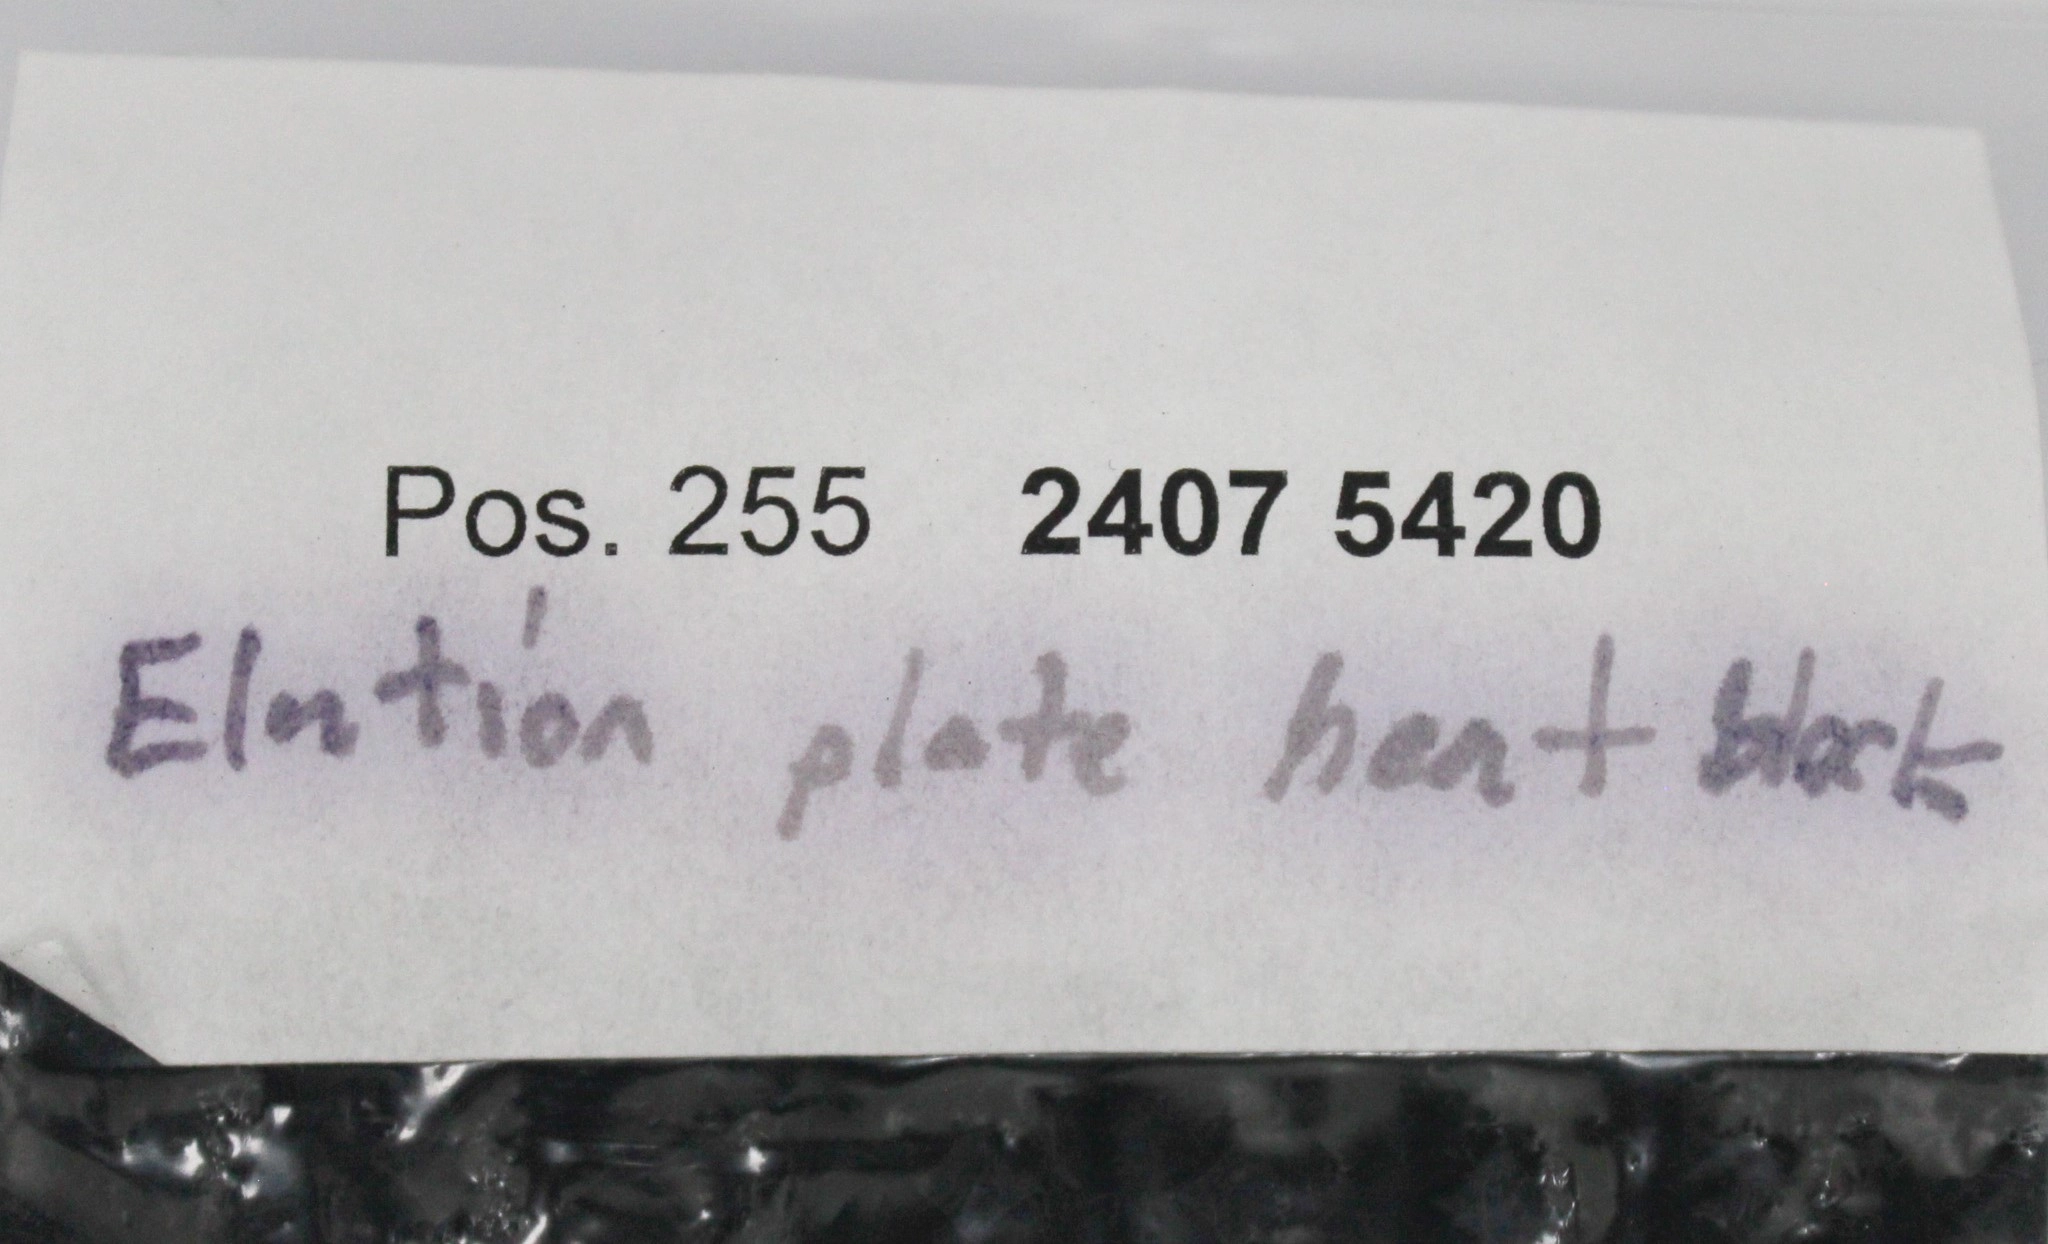 Pos. 255 2407 5420
Elution plate heat block